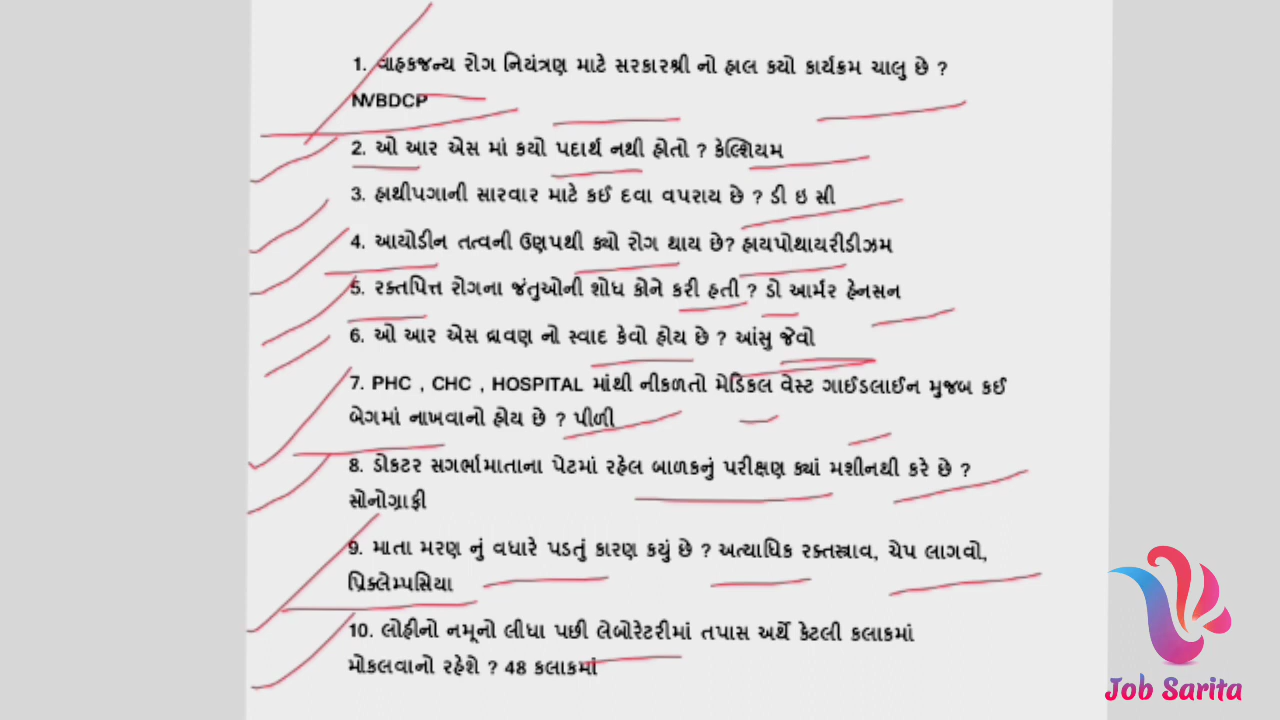 1. વાહકજન્ય રોગ નિયંત્રણ માટે સરકારશ્રી નો હાલ કયો કાર્યક્રમ ચાલુ છે ?
NVBDCP
2. ઓ આર એસ માં કયો પદાર્થ નથી હોતો ? કેલ્શિયમ
3. હાથીપગાની સારવાર માટે કઈ દવા વપરાય છે ? ડી ઇ સી
4. આયોડીન તત્વની ઉણપથી ક્યો રોગ થાય છે? હાયપોથાયરીડીઝમ
5. રક્તપિત્ત રોગના જંતુઓની શોધ કોને કરી હતી ? ડો આર્મર હેનસન
6. ઓ આર એસ દ્રાવણ નો સ્વાદ કેવો હોય છે ? આંસુ જેવો
7. PHC , CHC , HOSPITAL માંથી નીકળતો મેડિકલ વેસ્ટ ગાઈડલાઈન મુજબ કઈ
બેગમાં નાખવાનો હોય છે ? પીળી
8. ડોકટર સગર્ભામાતાના પેટમાં રહેલ બાળકનું પરીક્ષણ ક્યાં મશીનથી કરે છે ?
સોનોગ્રાફી
9. માતા મરણ નું વધારે પડતું કારણ કયું છે ? અત્યાધિક રક્તસ્ત્રાવ, ચેપ લાગવો,
પ્રિક્લેમ્પસિયા
10. લોહીનો નમૂનો લીધા પછી લેબોરેટરીમાં તપાસ અર્થે કેટલી કલાકમાં
મોકલવાનો રહેશે ? 48 કલાકમાં
Job Sarita